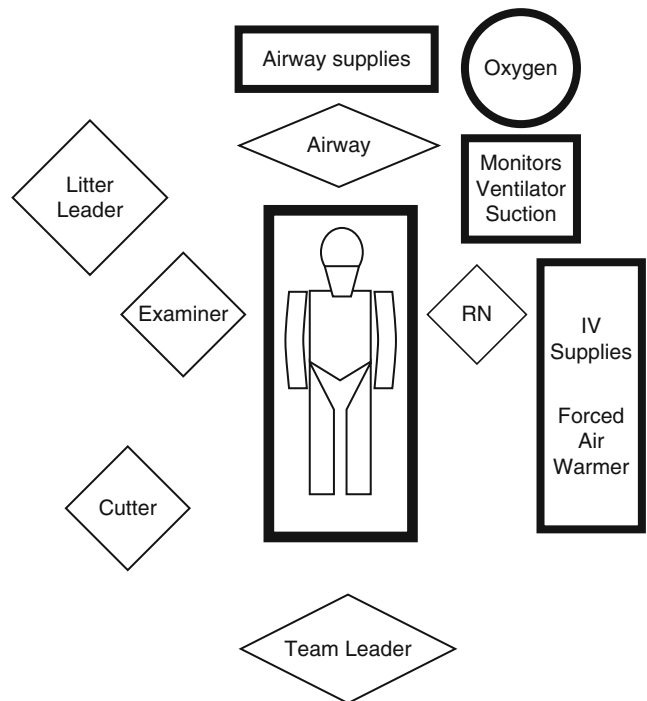 Airway supplies
Oxygen
Airway
Monitors
Ventilator
Suction
Litter
Leader
Examiner
RN
IV
Supplies
Forced
Air
Warmer
Cutter
Team Leader